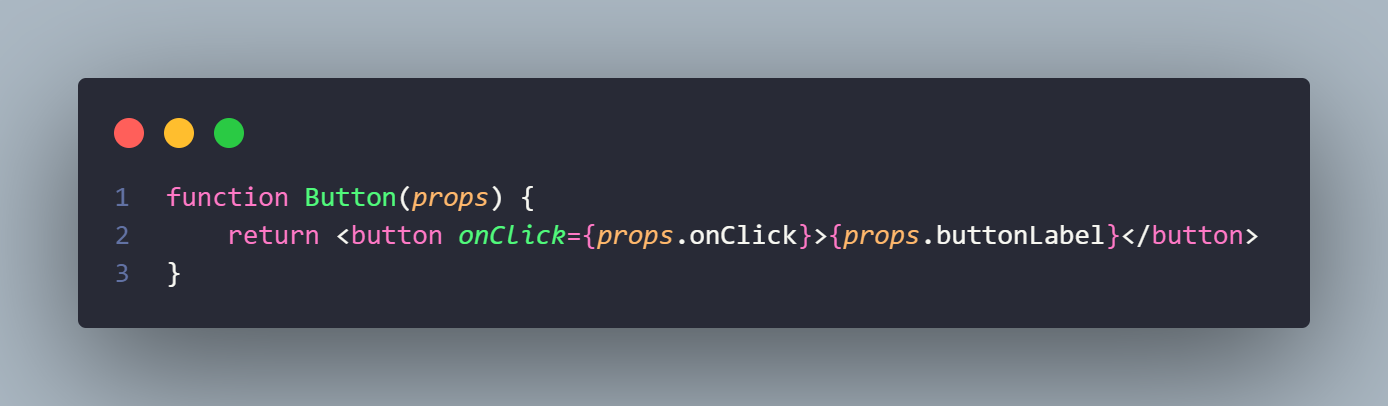 1 function Button(props) {
2     return <button onClick={props.onClick}>{props.buttonLabel}</button>
3 }